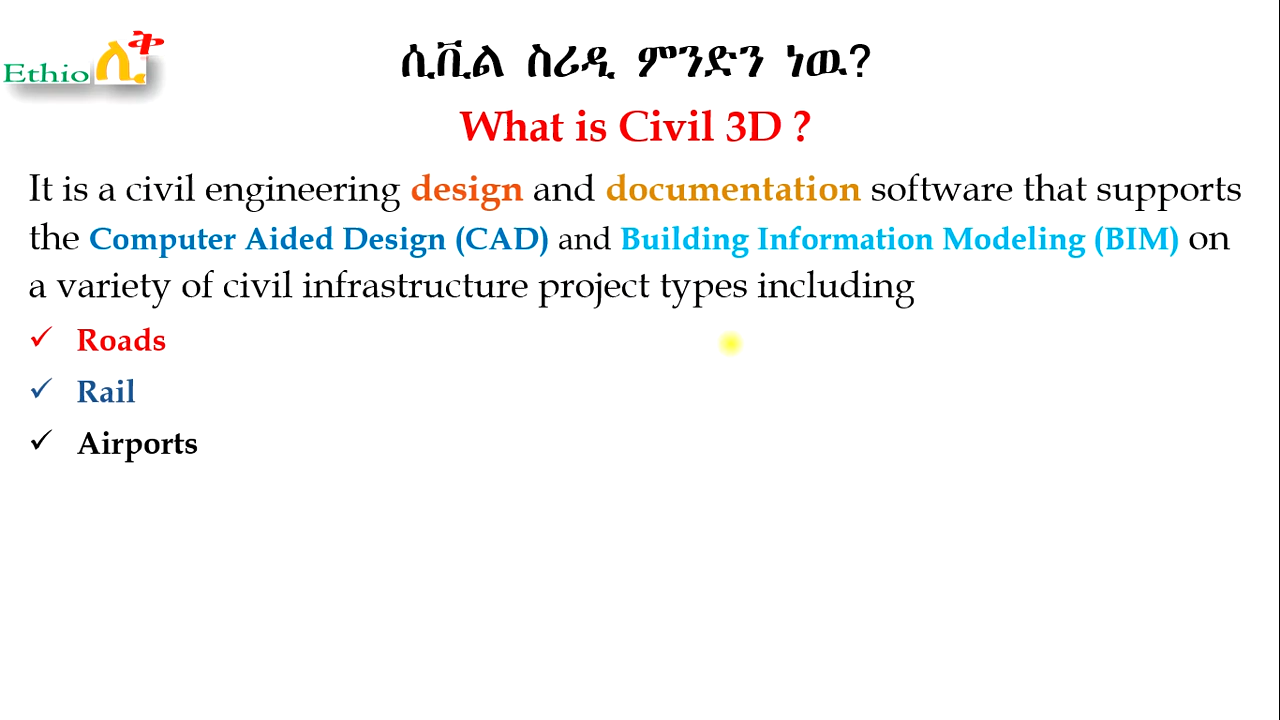 Ethio ሊቅ
ሲቪል ስሪዲ ምንድን ነዉ?
What is Civil 3D ?
It is a civil engineering design and documentation software that supports
the Computer Aided Design (CAD) and Building Information Modeling (BIM) on
a variety of civil infrastructure project types including
✓ Roads
✓ Rail
✓ Airports